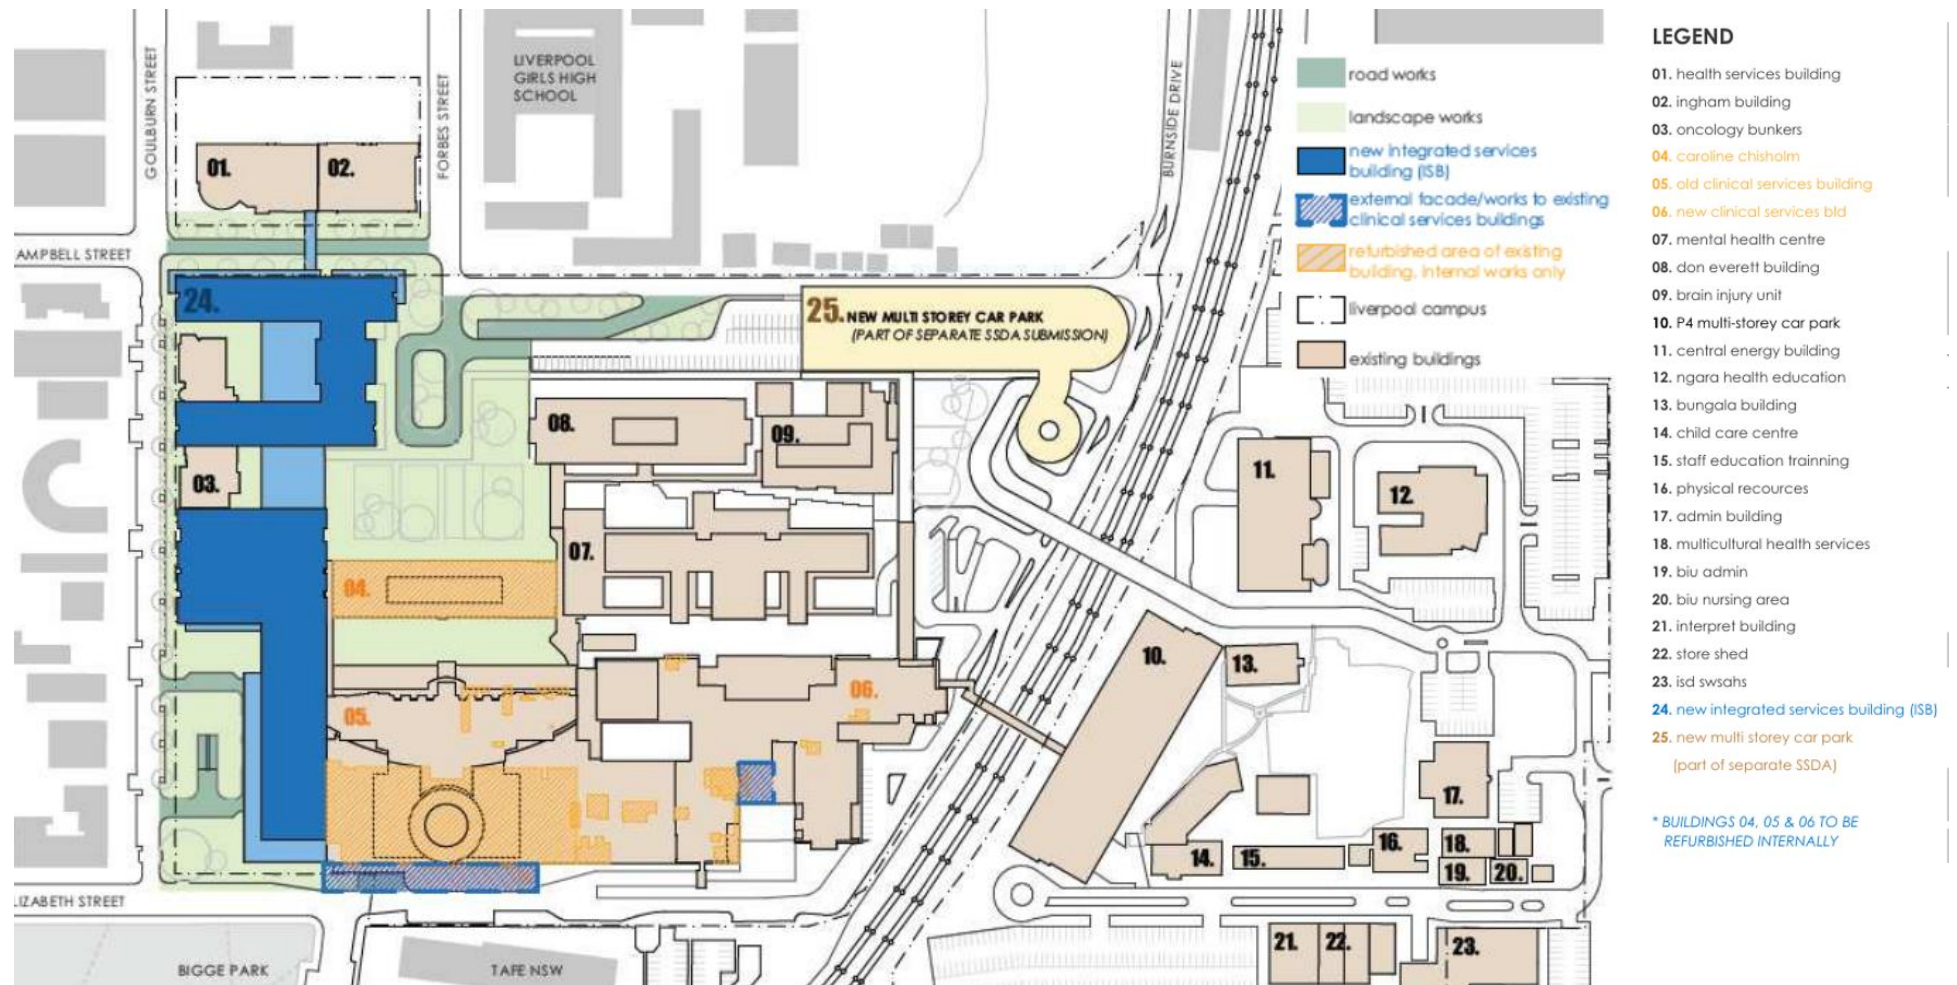 GOULBURN STREET
FORBES STREET
LIVERPOOL
GIRLS HIGH
SCHOOL
BURNSIDE DRIVE
01.
02.
AMPBELL STREET
24.
25. NEW MULTI STOREY CAR PARK
(PART OF SEPARATE SSDA SUBMISSION)
03.
08.
09.
07.
04.
05.
06.
11.
12.
10.
13.
14.
15.
16.
17.
18.
19.
20.
21.
22.
23.
LIZABETH STREET
BIGGE PARK
TAFE NSW
road works
landscape works
new integrated services
building (ISB)
external facade/works to existing
clinical services buildings
refurbished area of existing
building, internal works only
liverpool campus
existing buildings
LEGEND
01. health services building
02. ingham building
03. oncology bunkers
04. caroline chisholm
05. old clinical services building
06. new clinical services bld
07. mental health centre
08. don everett building
09. brain injury unit
10. P4 multi-storey car park
11. central energy building
12. ngara health education
13. bungala building
14. child care centre
15. staff education trainning
16. physical recources
17. admin building
18. multicultural health services
19. biu admin
20. biu nursing area
21. interpret building
22. store shed
23. isd swsahs
24. new integrated services building (ISB)
25. new multi storey car park
(part of separate SSDA)
* BUILDINGS 04, 05 & 06 TO BE
REFURBISHED INTERNALLY